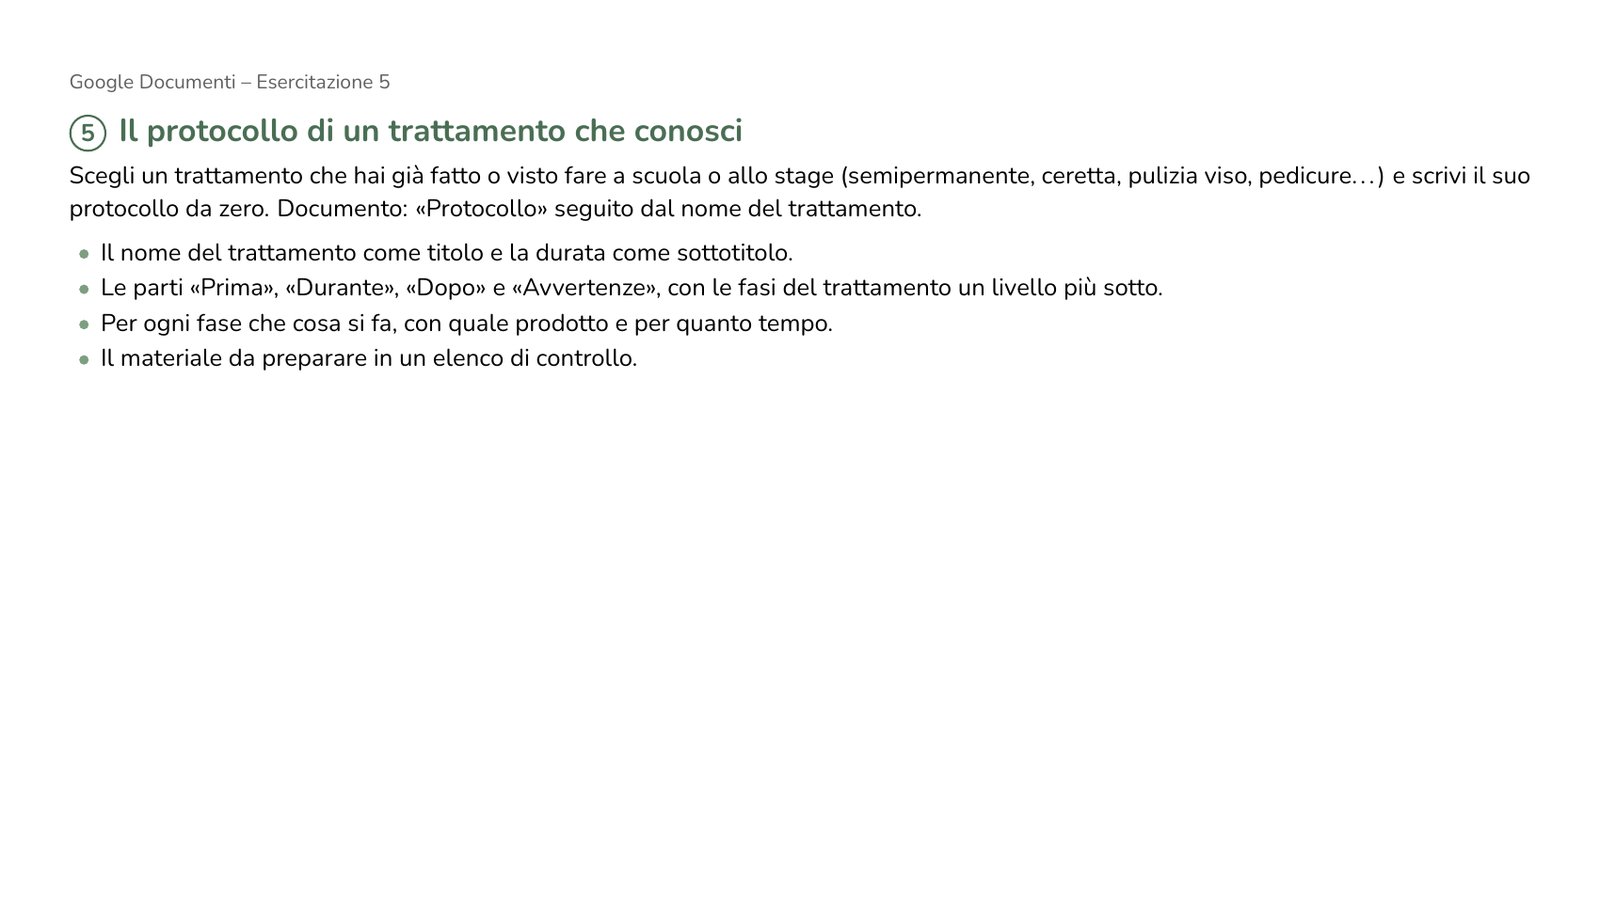 Google Documenti – Esercitazione 5
5 Il protocollo di un trattamento che conosci
Scegli un trattamento che hai già fatto o visto fare a scuola o allo stage (semipermanente, ceretta, pulizia viso, pedicure…) e scrivi il suo
protocollo da zero. Documento: «Protocollo» seguito dal nome del trattamento.
• Il nome del trattamento come titolo e la durata come sottotitolo.
• Le parti «Prima», «Durante», «Dopo» e «Avvertenze», con le fasi del trattamento un livello più sotto.
• Per ogni fase che cosa si fa, con quale prodotto e per quanto tempo.
• Il materiale da preparare in un elenco di controllo.